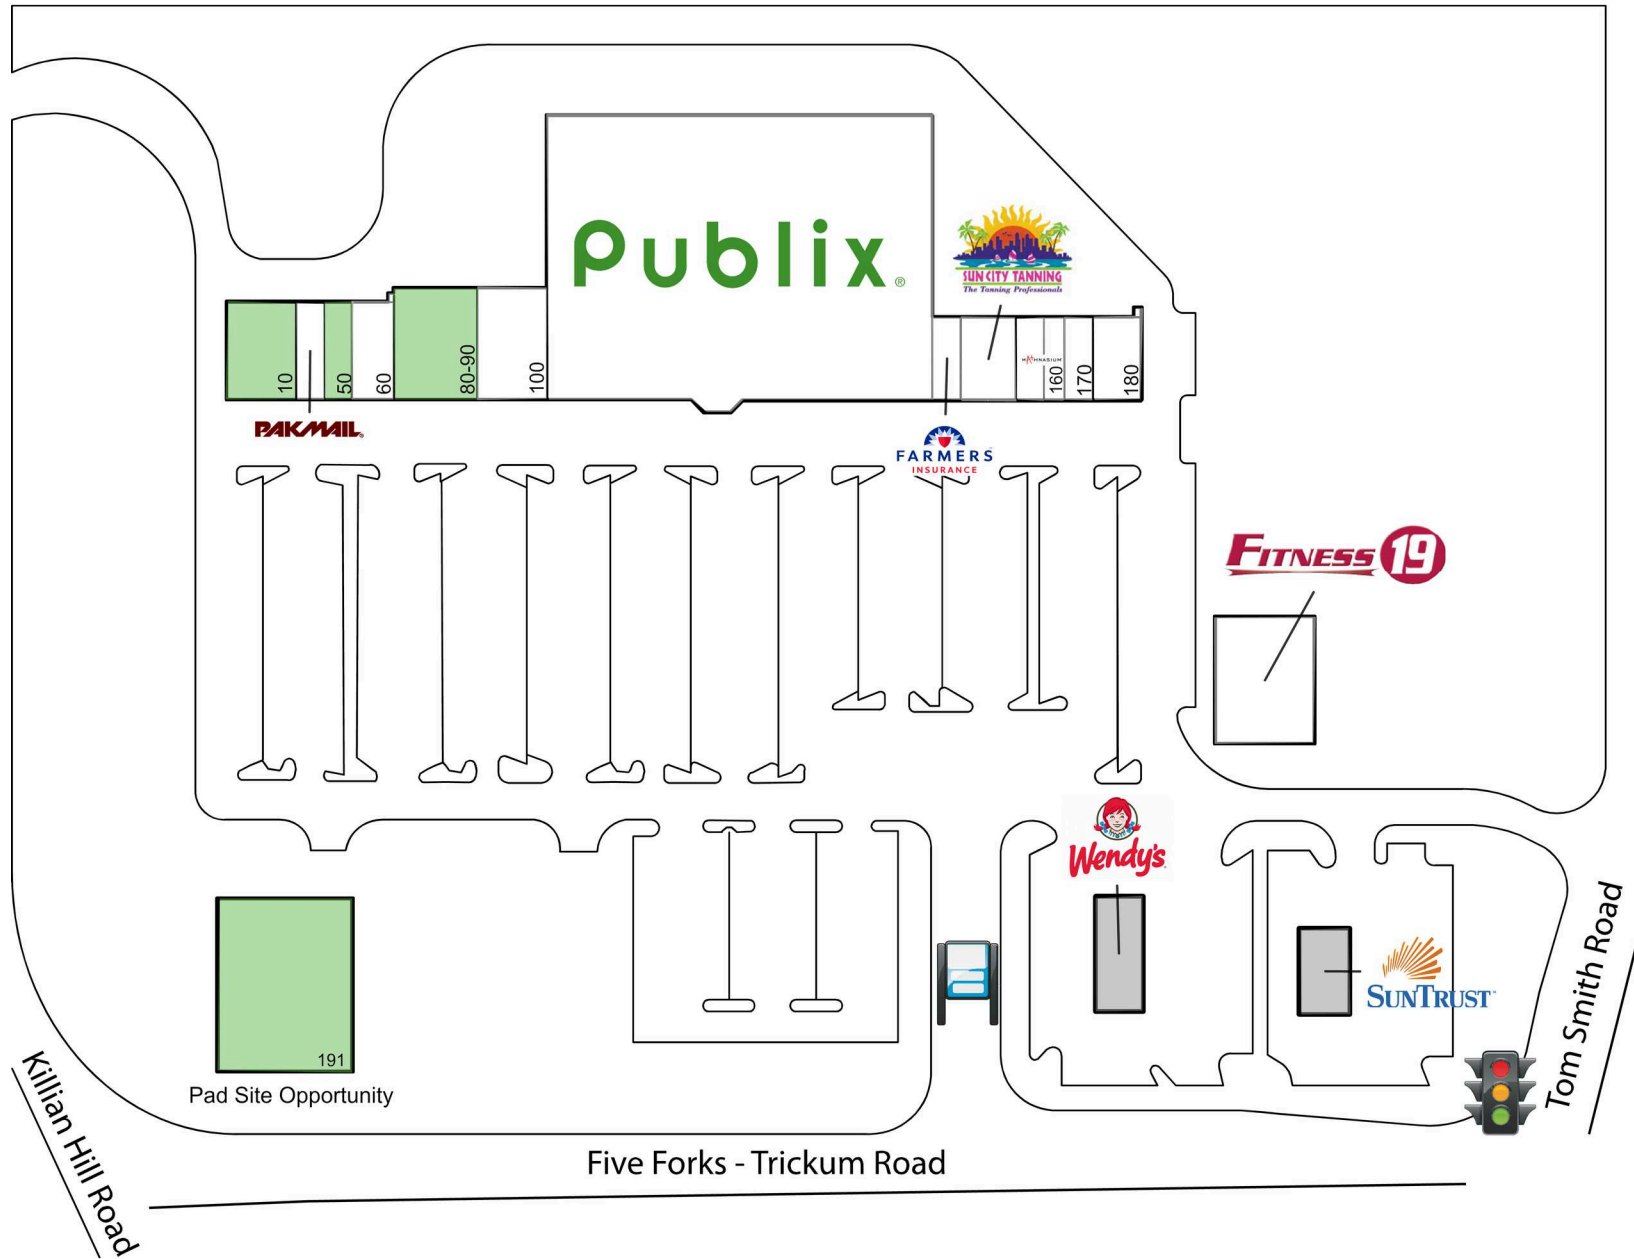 Publix®
SUN CITY TANNING
The Tanning Professionals
10
50
60
80-90
100
MATHNASIUM
160
170
180
PAKMAIL®
FARMERS
INSURANCE
FITNESS 19
Wendy's
SUNTRUST
191
Pad Site Opportunity
Killian Hill Road
Five Forks - Trickum Road
Tom Smith Road